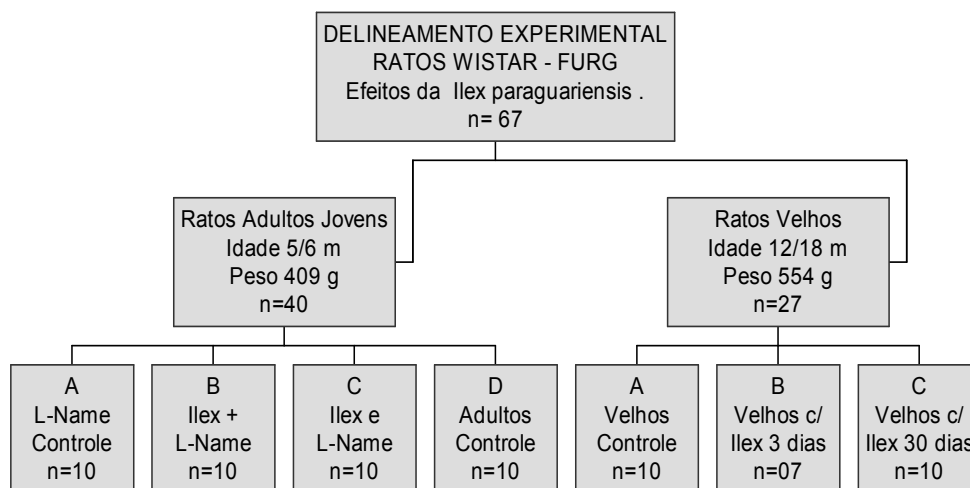 DELINEAMENTO EXPERIMENTAL
RATOS WISTAR - FURG
Efeitos da Ilex paraguariensis .
n= 67
Ratos Adultos Jovens
Idade 5/6 m
Peso 409 g
n=40
Ratos Velhos
Idade 12/18 m
Peso 554 g
n=27
A
L-Name
Controle
n=10
B
Ilex +
L-Name
n=10
C
Ilex e
L-Name
n=10
D
Adultos
Controle
n=10
A
Velhos
Controle
n=10
B
Velhos c/
Ilex 3 dias
n=07
C
Velhos c/
Ilex 30 dias
n=10